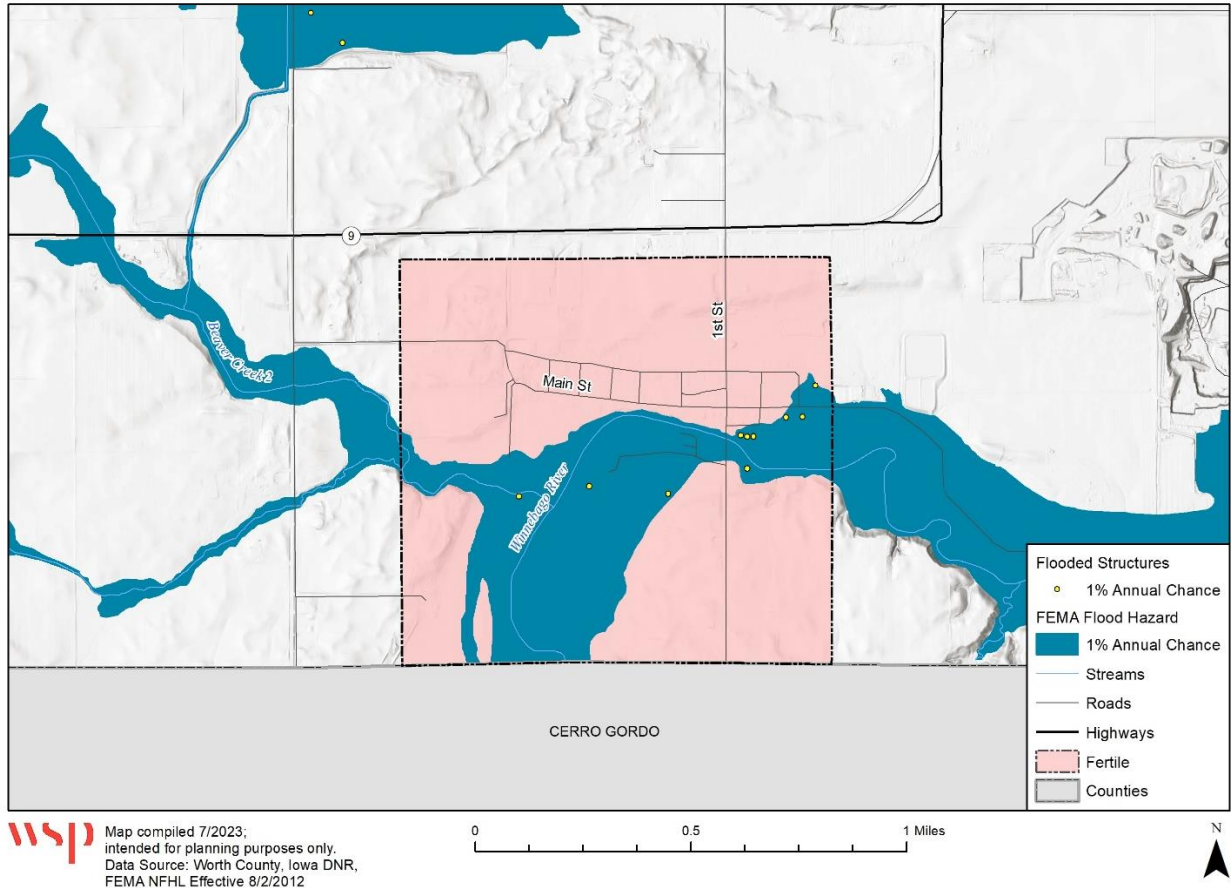 9
1st St
Beaver Creek 2
Main St
Winnebago River
Flooded Structures
1% Annual Chance
FEMA Flood Hazard
1% Annual Chance
Streams
Roads
Highways
Fertile
Counties
CERRO GORDO
wsp
Map compiled 7/2023;
intended for planning purposes only.
Data Source: Worth County, Iowa DNR,
FEMA NFHL Effective 8/2/2012
0 0.5 1 Miles
N